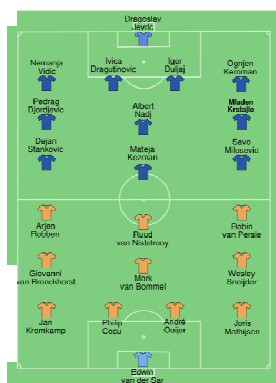 Dragoslav
Jevric
Nemanja
Vidic
Ivica
Dragutinovic
Igor
Duljaj
Ognjen
Koroman
Pedrag
Djordjevic
Albert
Nadj
Mladen
Krstajic
Dejan
Stankovic
Mateja
Kezman
Savo
Milosevic
Arjen
Robben
Ruud
van Nistelrooy
Robin
van Persie
Giovanni
van Bronckhorst
Mark
van Bommel
Wesley
Sneijder
Jan
Kromkamp
Philip
Cocu
André
Ooijer
Joris
Mathijsen
Edwin
van der Sar